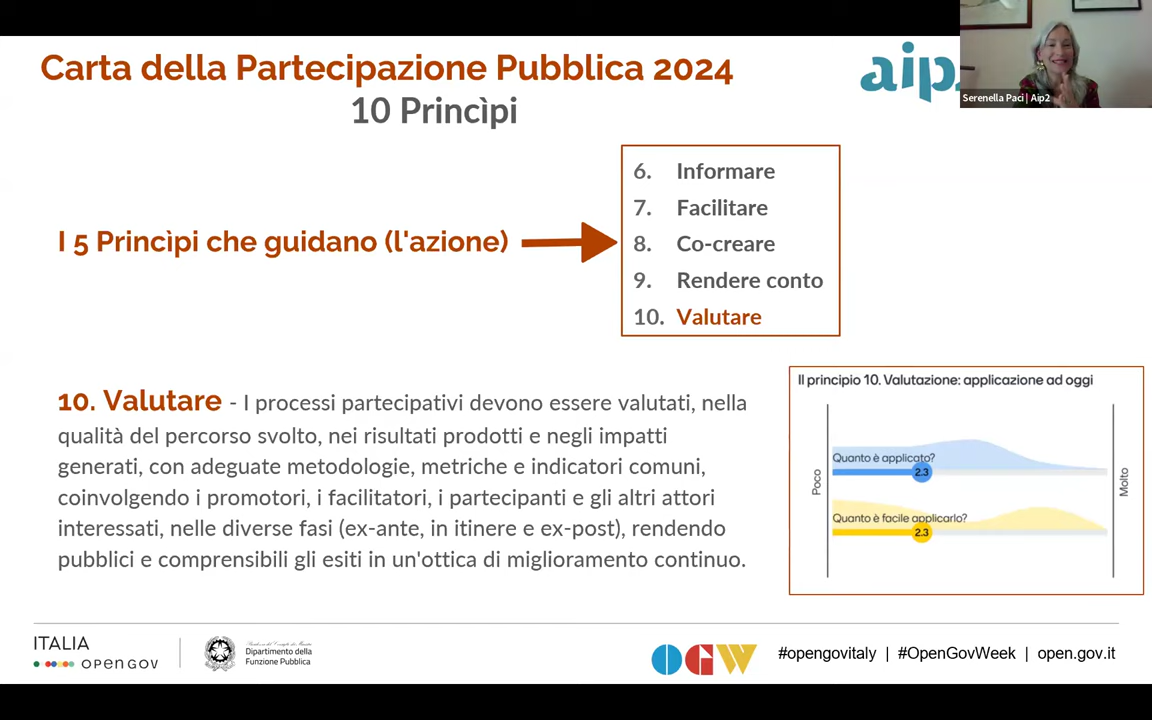 Carta della Partecipazione Pubblica 2024
10 Princìpi
aip
Serenella Paci | Aip2
I 5 Princìpi che guidano (l'azione)
6. Informare
7. Facilitare
8. Co-creare
9. Rendere conto
10. Valutare
10. Valutare - I processi partecipativi devono essere valutati, nella
qualità del percorso svolto, nei risultati prodotti e negli impatti
generati, con adeguate metodologie, metriche e indicatori comuni,
coinvolgendo i promotori, i facilitatori, i partecipanti e gli altri attori
interessati, nelle diverse fasi (ex-ante, in itinere e ex-post), rendendo
pubblici e comprensibili gli esiti in un'ottica di miglioramento continuo.
Il principio 10. Valutazione: applicazione ad oggi
Poco
Quanto è applicato?
2.3
Quanto è facile applicarlo?
2.3
Molto
ITALIA
OPEN GOV
Dipartimento della
Funzione Pubblica
OGW
#opengovitaly | #OpenGovWeek | open.gov.it